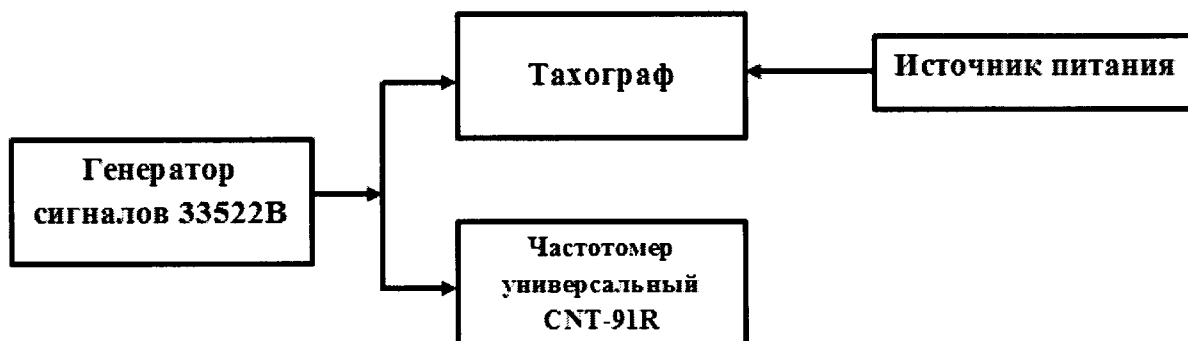 Тахограф
Источник питания
Генератор
сигналов 33522B
Частотомер
универсальный
CNT-91R